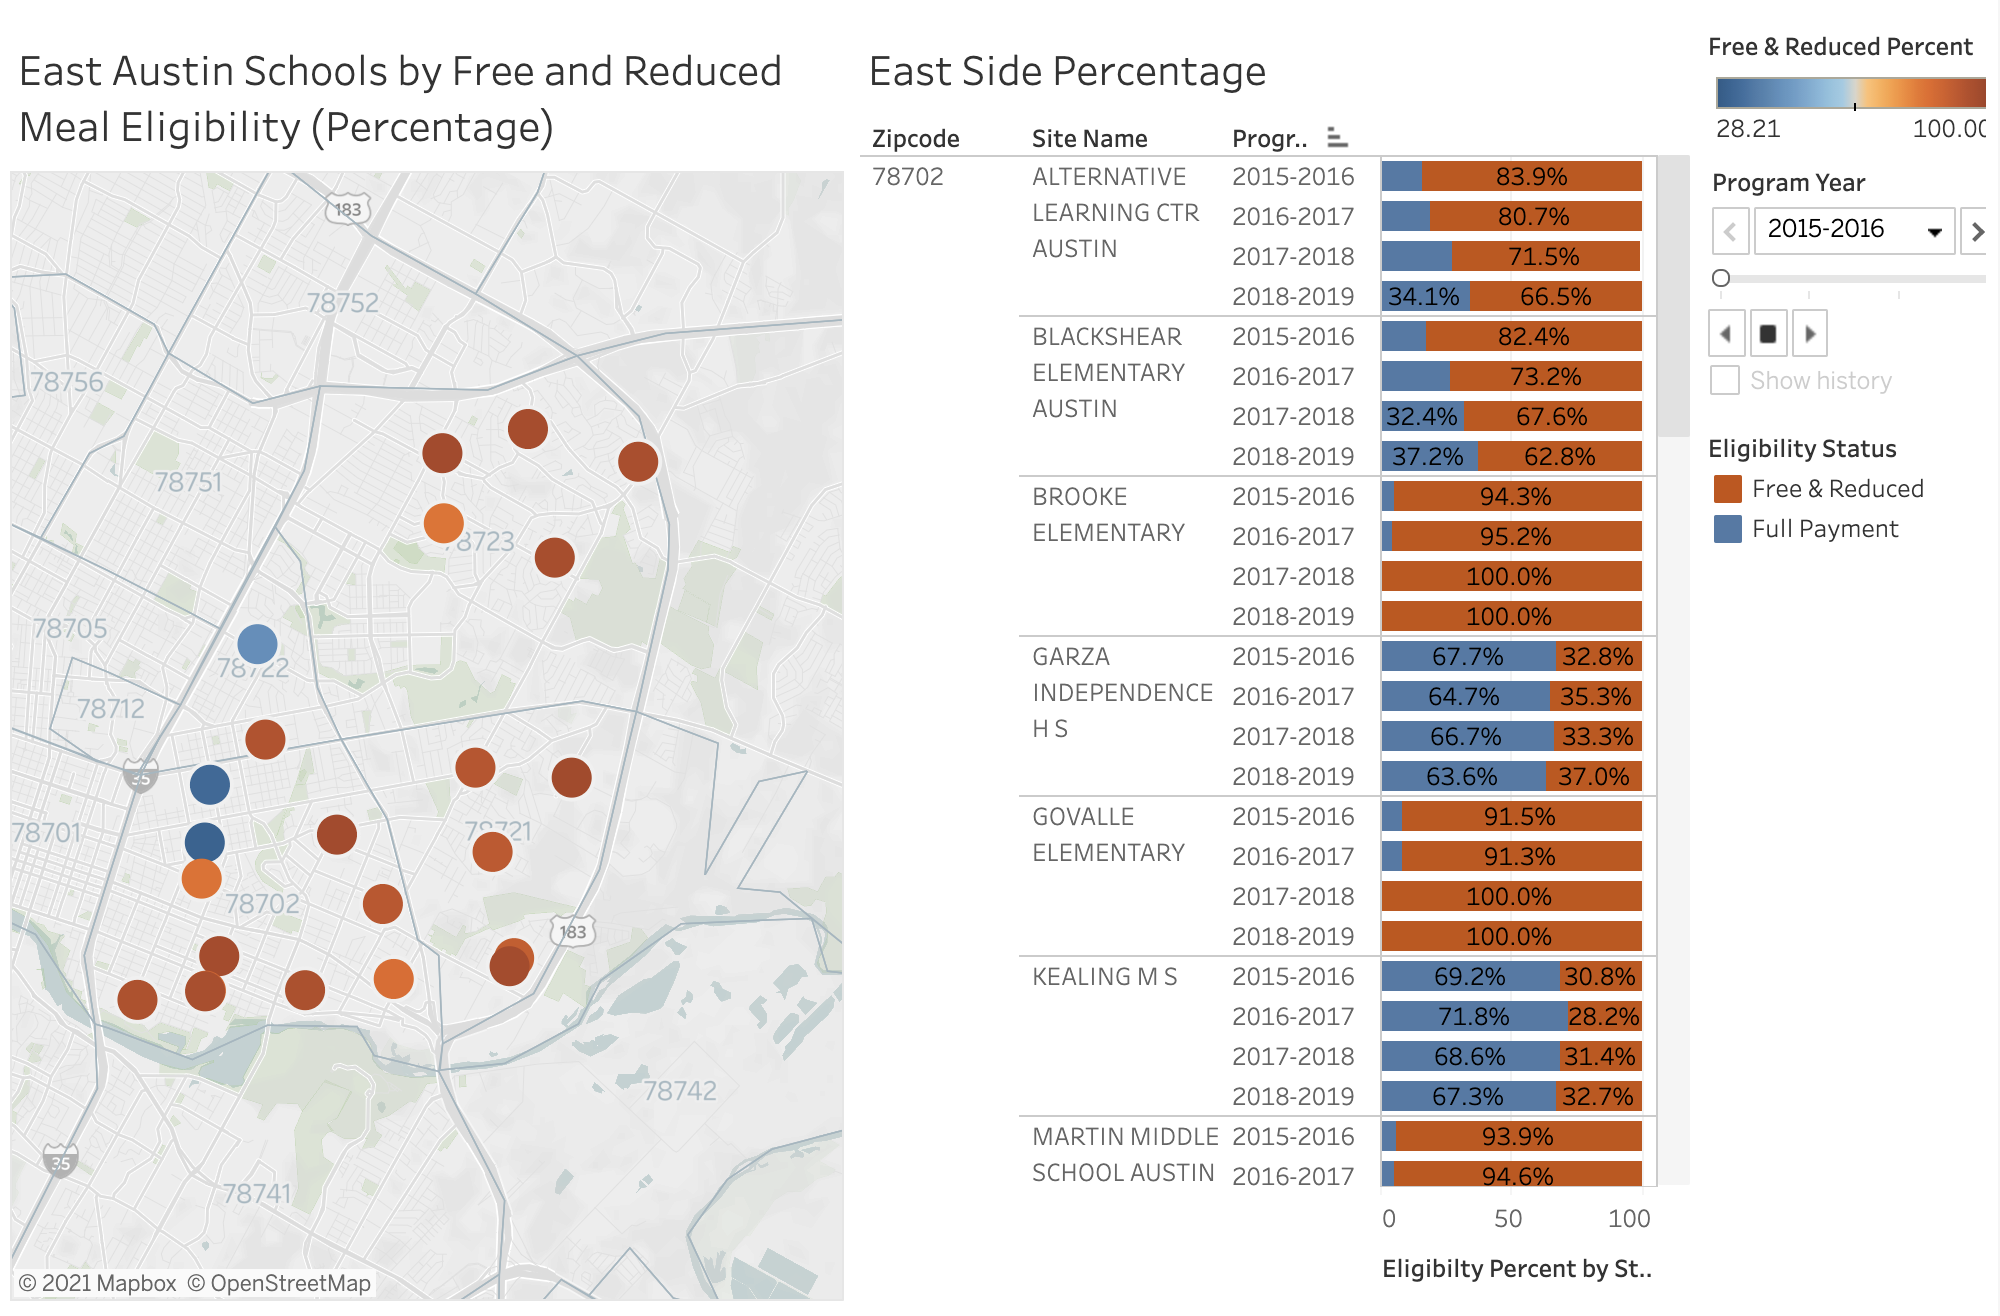 East Austin Schools by Free and Reduced
Meal Eligibility (Percentage)
183
78752
78756
78751
78723
78705
78722
78712
35
78701
78721
78702
183
78742
35
78741
© 2021 Mapbox © OpenStreetMap
East Side Percentage
Zipcode Site Name Progr..
78702 ALTERNATIVE 2015-2016 83.9%
LEARNING CTR 2016-2017 80.7%
AUSTIN 2017-2018 71.5%
2018-2019 34.1% 66.5%
BLACKSHEAR 2015-2016 82.4%
ELEMENTARY 2016-2017 73.2%
AUSTIN 2017-2018 32.4% 67.6%
2018-2019 37.2% 62.8%
BROOKE 2015-2016 94.3%
ELEMENTARY 2016-2017 95.2%
2017-2018 100.0%
2018-2019 100.0%
GARZA 2015-2016 67.7% 32.8%
INDEPENDENCE 2016-2017 64.7% 35.3%
H S 2017-2018 66.7% 33.3%
2018-2019 63.6% 37.0%
GOVALLE 2015-2016 91.5%
ELEMENTARY 2016-2017 91.3%
2017-2018 100.0%
2018-2019 100.0%
KEALING M S 2015-2016 69.2% 30.8%
2016-2017 71.8% 28.2%
2017-2018 68.6% 31.4%
2018-2019 67.3% 32.7%
MARTIN MIDDLE 2015-2016 93.9%
SCHOOL AUSTIN 2016-2017 94.6%
0 50 100
Eligibilty Percent by St..
Free & Reduced Percent
28.21 100.00
Program Year
2015-2016
Show history
Eligibility Status
Free & Reduced
Full Payment